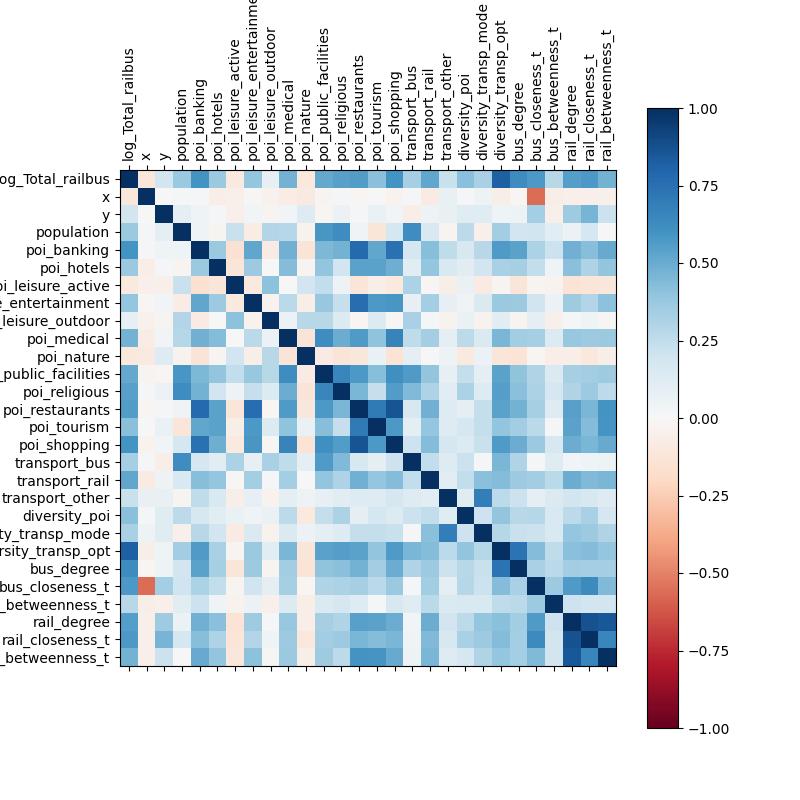 log_Total_railbus
x
y
population
poi_banking
poi_hotels
poi_leisure_active
poi_leisure_entertainme
poi_leisure_outdoor
poi_medical
poi_nature
poi_public_facilities
poi_religious
poi_restaurants
poi_tourism
poi_shopping
transport_bus
transport_rail
transport_other
diversity_poi
diversity_transp_mode
diversity_transp_opt
bus_degree
bus_closeness_t
bus_betweenness_t
rail_degree
rail_closeness_t
rail_betweenness_t
og_Total_railbus
x
y
population
poi_banking
poi_hotels
oi_leisure_active
e_entertainment
_leisure_outdoor
poi_medical
poi_nature
_public_facilities
poi_religious
poi_restaurants
poi_tourism
poi_shopping
transport_bus
transport_rail
transport_other
diversity_poi
ty_transp_mode
rsity_transp_opt
bus_degree
bus_closeness_t
_betweenness_t
rail_degree
rail_closeness_t
_betweenness_t
1.00
0.75
0.50
0.25
0.00
−0.25
−0.50
−0.75
−1.00